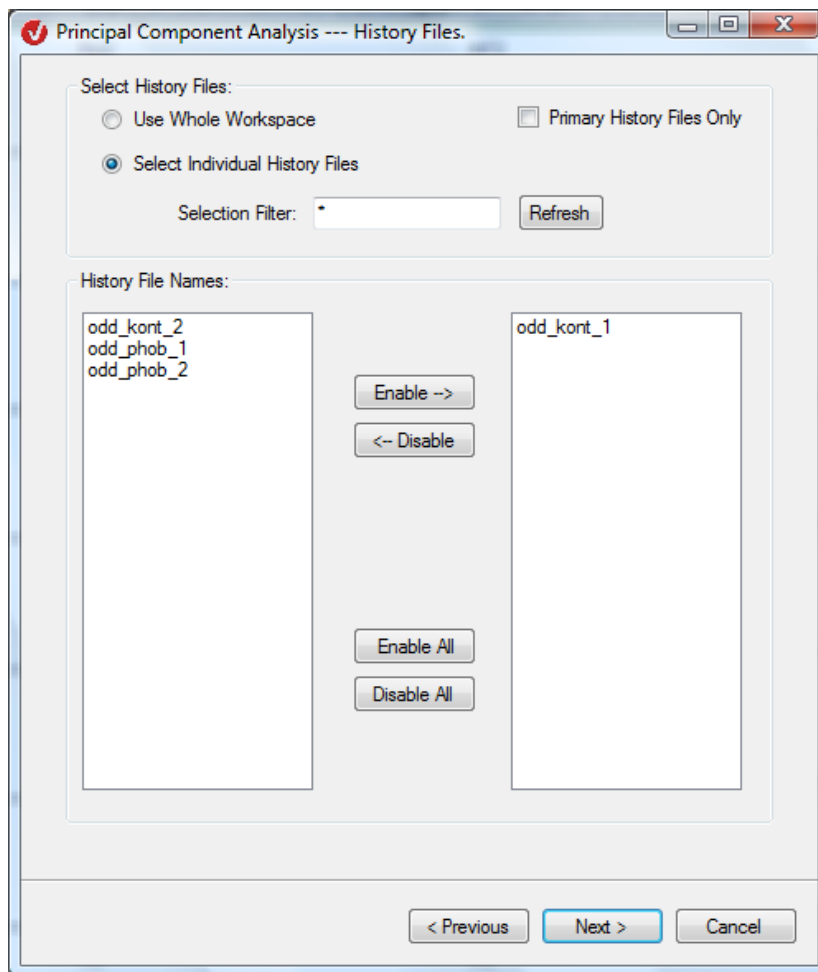 Principal Component Analysis --- History Files.
Select History Files:
Use Whole Workspace
Primary History Files Only
Select Individual History Files
Selection Filter: * Refresh
History File Names:
odd_kont_2
odd_phob_1
odd_phob_2
Enable -->
<-- Disable
Enable All
Disable All
odd_kont_1
< Previous Next > Cancel